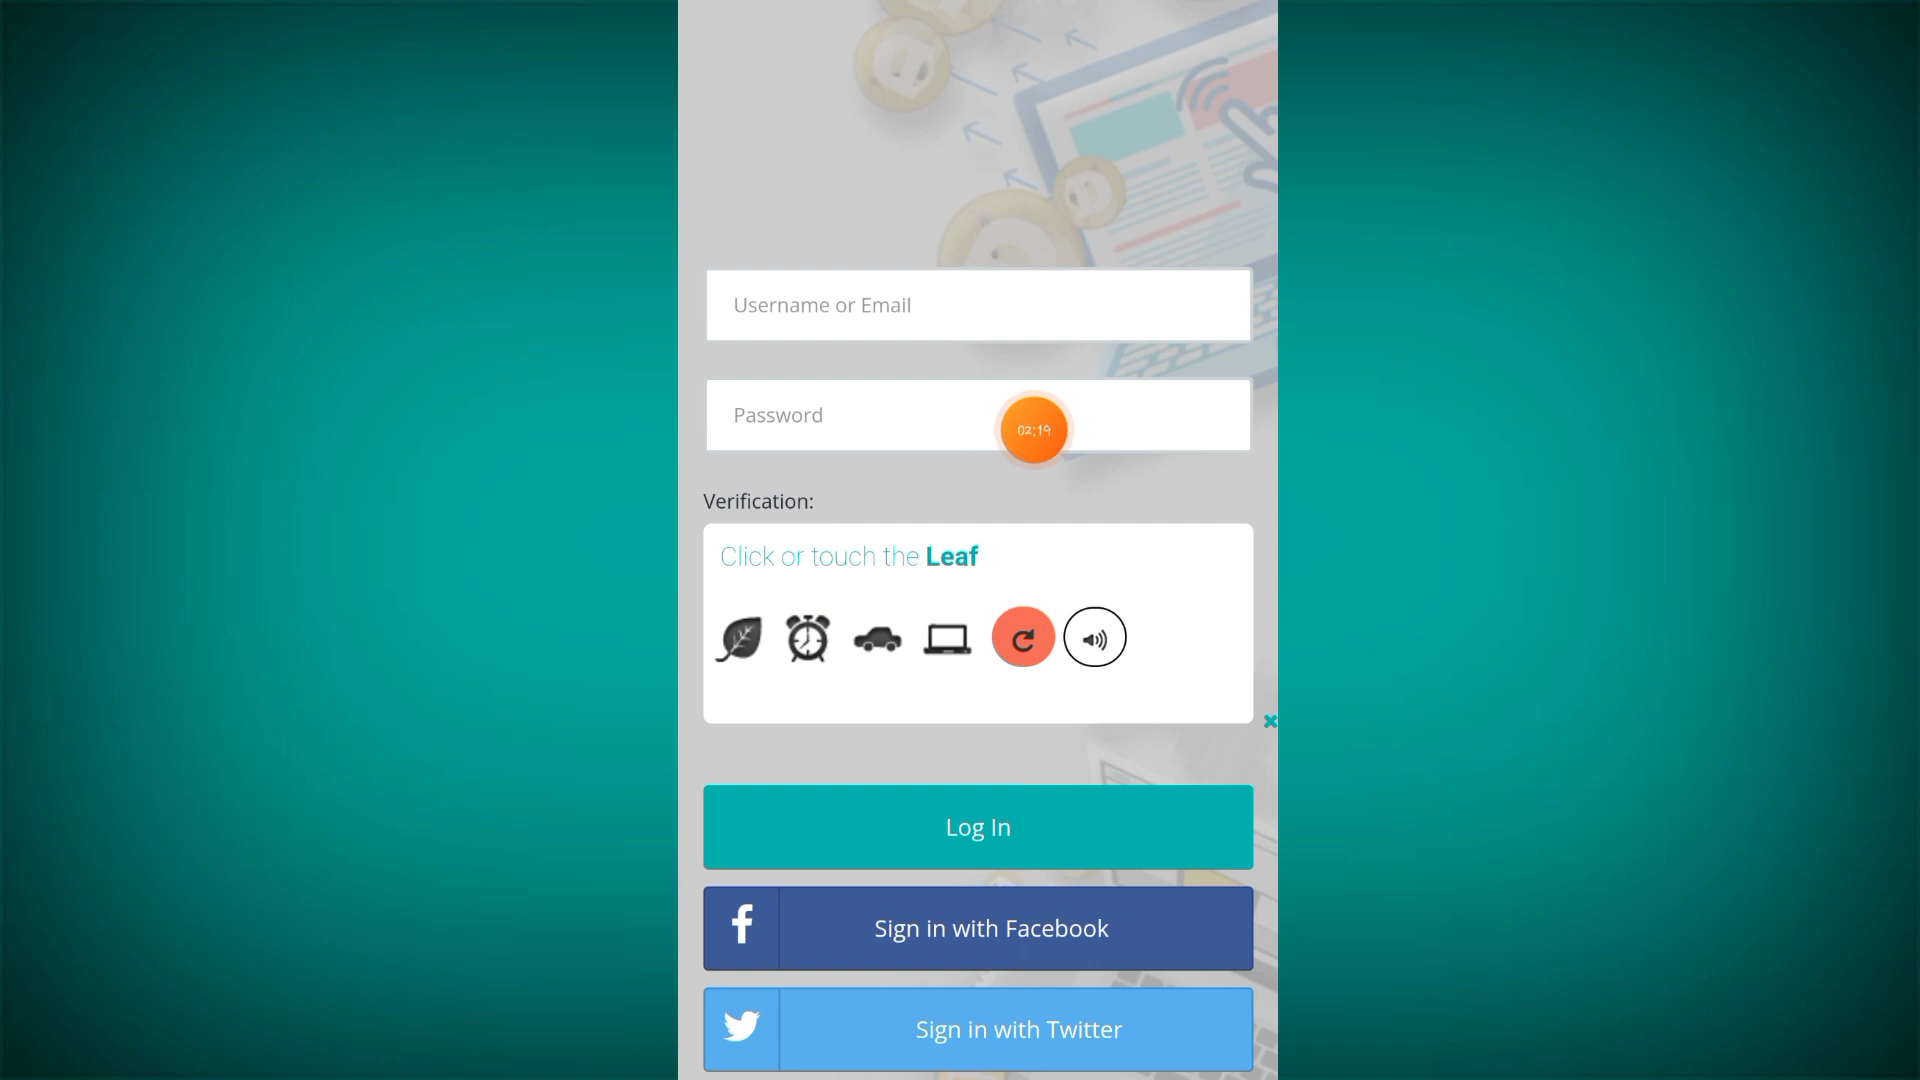 Username or Email
Password
02:19
Verification:
Click or touch the Leaf
Log In
Sign in with Facebook
Sign in with Twitter